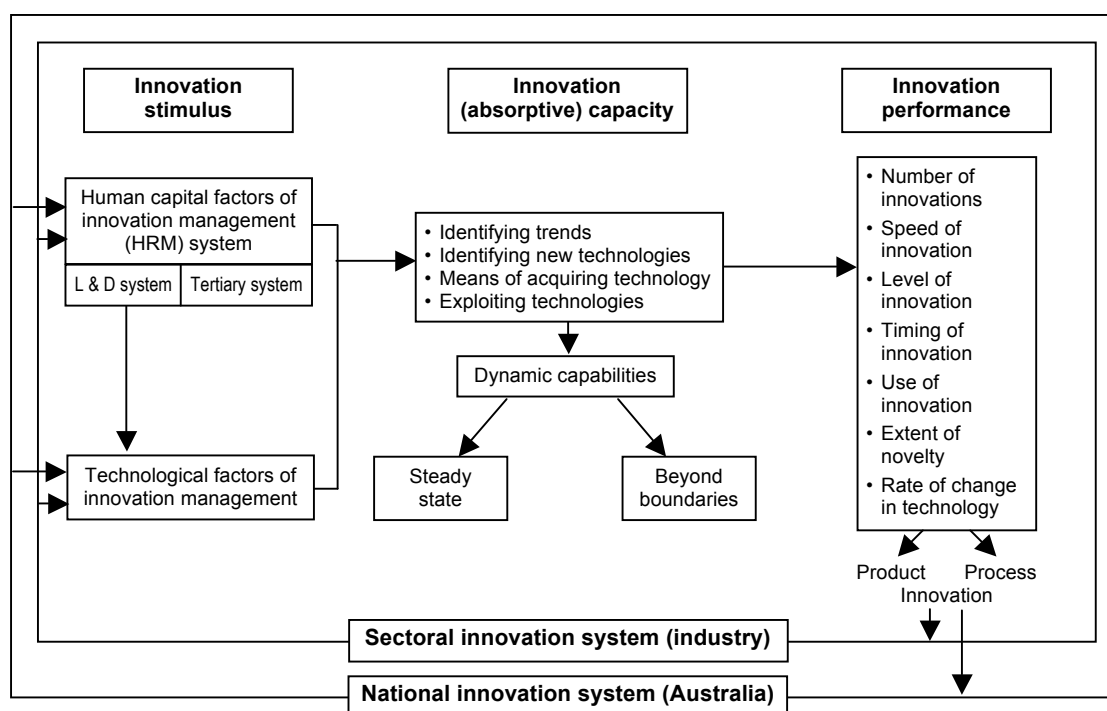 Innovation
stimulus
Innovation
(absorptive) capacity
Innovation
performance
Human capital factors of
innovation management
(HRM) system
L & D system
Tertiary system
Technological factors of
innovation management
• Identifying trends
• Identifying new technologies
• Means of acquiring technology
• Exploiting technologies
Dynamic capabilities
Steady
state
Beyond
boundaries
• Number of
innovations
• Speed of
innovation
• Level of
innovation
• Timing of
innovation
• Use of
innovation
• Extent of
novelty
• Rate of change
in technology
Product Process
Innovation
Sectoral innovation system (industry)
National innovation system (Australia)